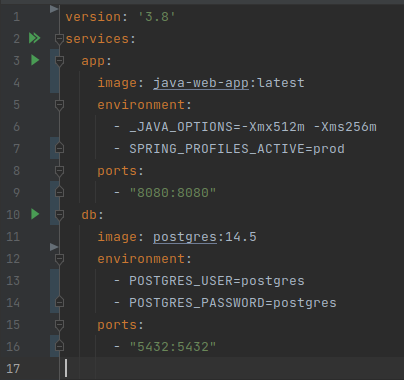 1 version: '3.8'
2 services:
3   app:
4     image: java-web-app:latest
5     environment:
6       - _JAVA_OPTIONS=-Xmx512m -Xms256m
7       - SPRING_PROFILES_ACTIVE=prod
8     ports:
9       - "8080:8080"
10   db:
11     image: postgres:14.5
12     environment:
13       - POSTGRES_USER=postgres
14       - POSTGRES_PASSWORD=postgres
15     ports:
16       - "5432:5432"
17